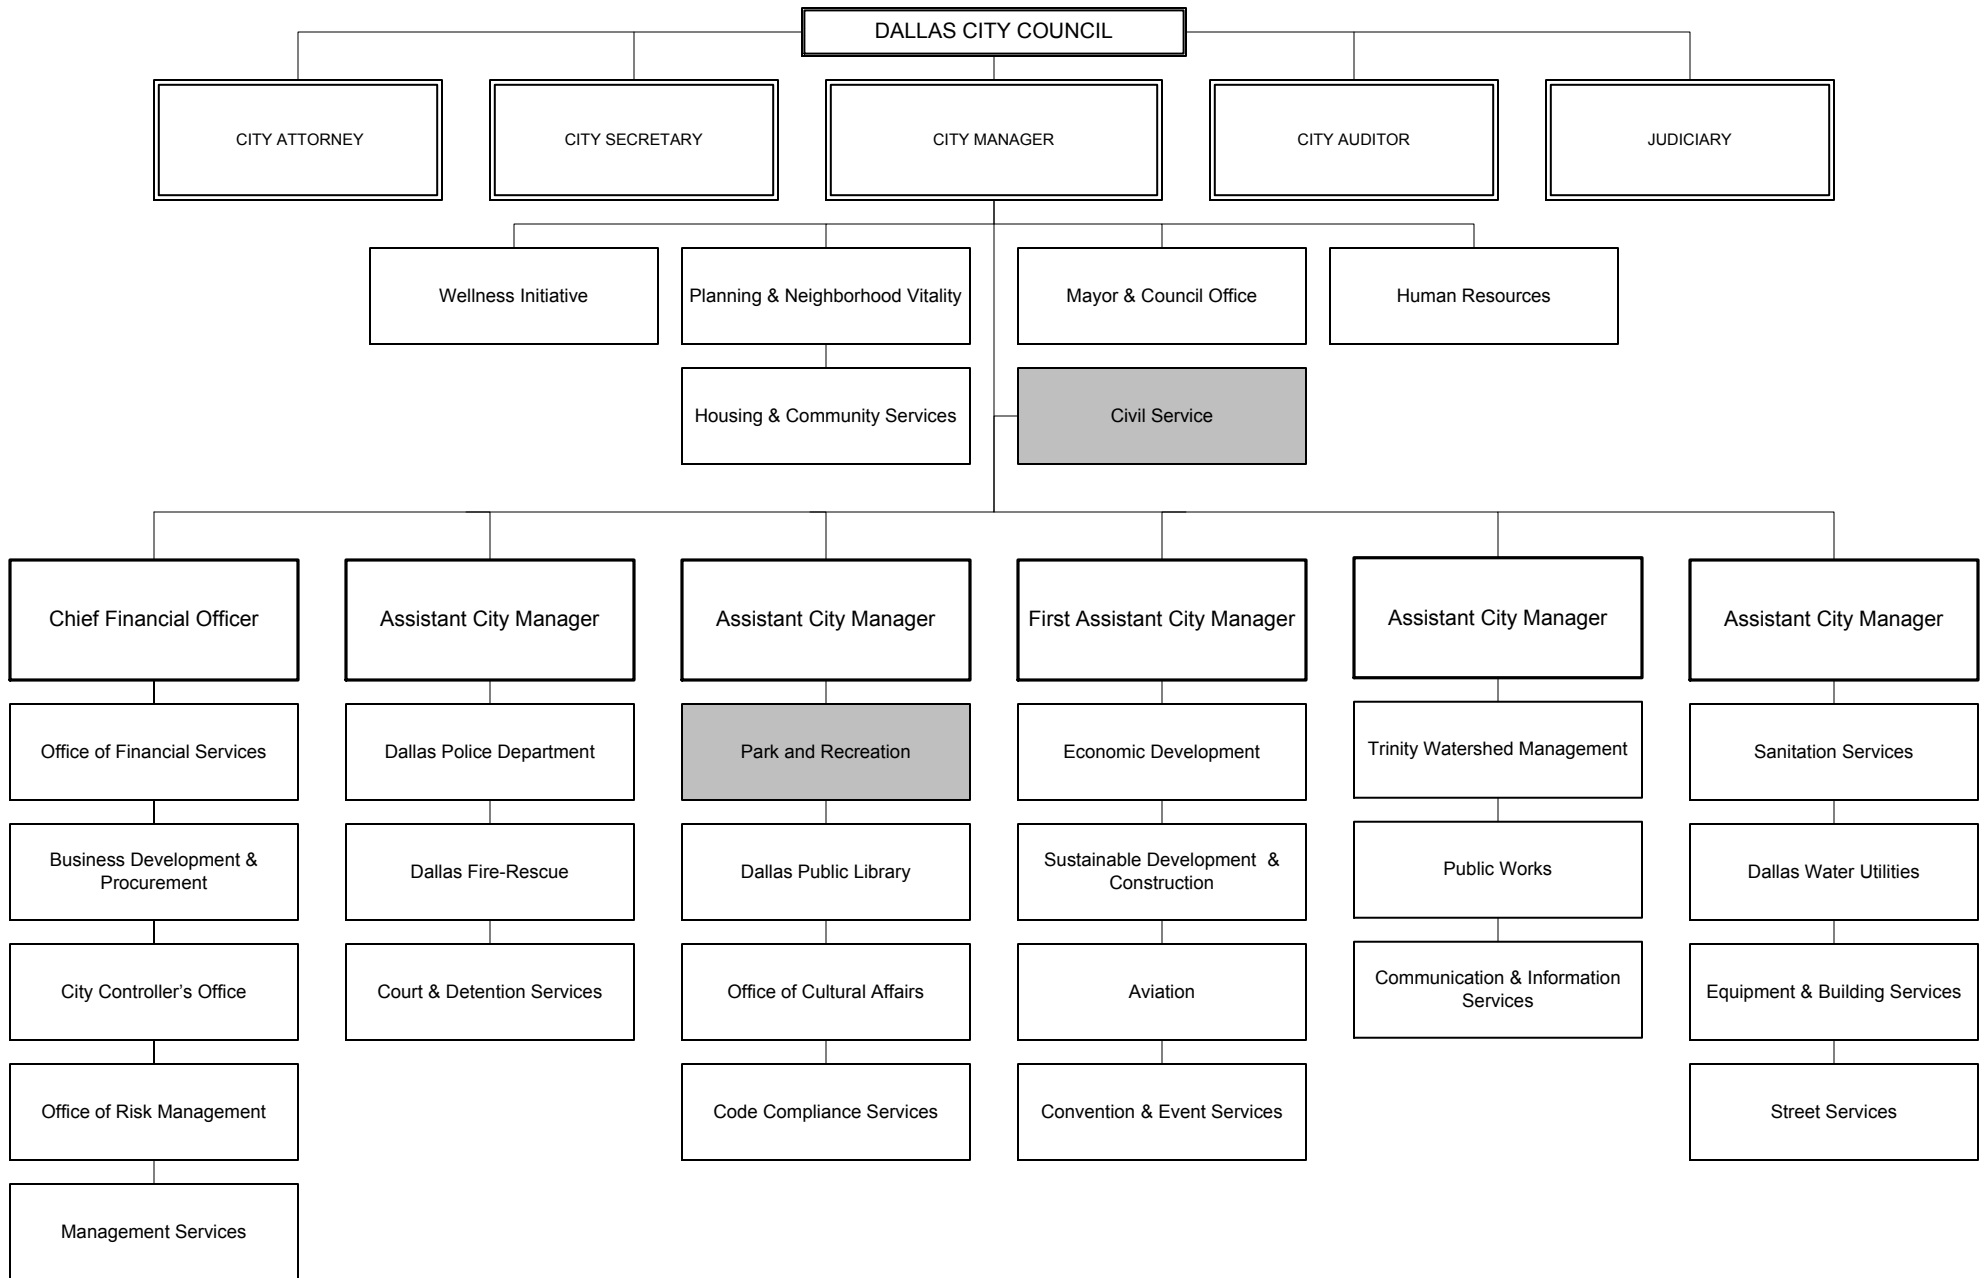 DALLAS CITY COUNCIL
CITY ATTORNEY
CITY SECRETARY
CITY MANAGER
CITY AUDITOR
JUDICIARY
Wellness Initiative
Planning & Neighborhood Vitality
Mayor & Council Office
Human Resources
Housing & Community Services
Civil Service
Chief Financial Officer
Assistant City Manager
Assistant City Manager
First Assistant City Manager
Assistant City Manager
Assistant City Manager
Office of Financial Services
Dallas Police Department
Park and Recreation
Economic Development
Trinity Watershed Management
Sanitation Services
Business Development &
Procurement
Dallas Fire-Rescue
Dallas Public Library
Sustainable Development &
Construction
Public Works
Dallas Water Utilities
City Controller’s Office
Court & Detention Services
Office of Cultural Affairs
Aviation
Communication & Information
Services
Equipment & Building Services
Office of Risk Management
Code Compliance Services
Convention & Event Services
Street Services
Management Services